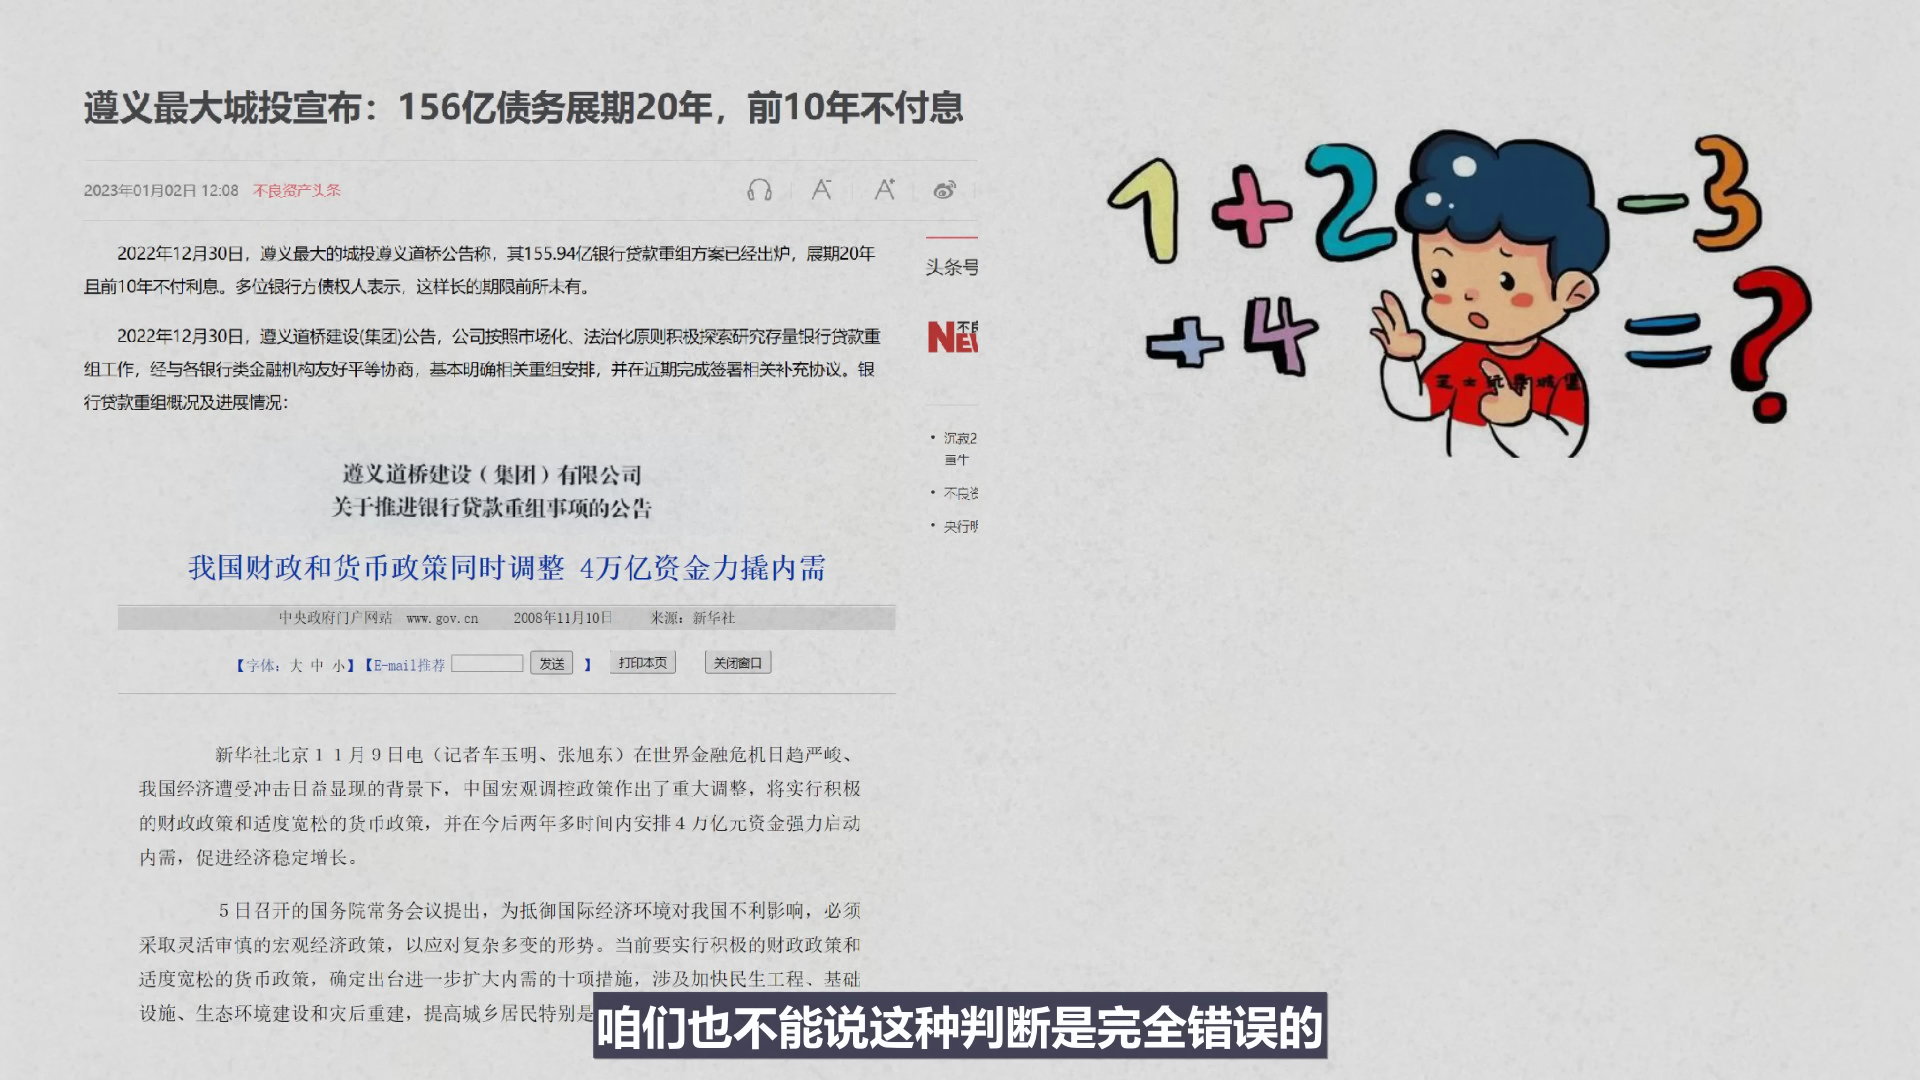 遵义最大城投宣布：156亿债务展期20年，前10年不付息
2023年01月02日 12:08 不良资产头条
2022年12月30日，遵义最大的城投遵义道桥公告称，其155.94亿银行贷款重组方案已经出炉，展期20年
且前10年不付利息。多位银行方债权人表示，这样长的期限前所未有。
2022年12月30日，遵义道桥建设(集团)公告，公司按照市场化、法治化原则积极探索研究存量银行贷款重
组工作，经与各银行类金融机构友好平等协商，基本明确相关重组安排，并在近期完成签署相关补充协议。银
行贷款重组概况及进展情况：
头条号
不良
NEW
• 沉寂2
重牛
• 不良资
• 央行明
遵义道桥建设（集团）有限公司
关于推进银行贷款重组事项的公告
我国财政和货币政策同时调整 4万亿资金力撬内需
中央政府门户网站 www.gov.cn 2008年11月10日 来源：新华社
【字体：大 中 小】【E-mail推荐 发送 】 打印本页 关闭窗口
新华社北京１１月９日电（记者车玉明、张旭东）在世界金融危机日趋严峻、
我国经济遭受冲击日益显现的背景下，中国宏观调控政策作出了重大调整，将实行积极
的财政政策和适度宽松的货币政策，并在今后两年多时间内安排４万亿元资金强力启动
内需，促进经济稳定增长。
５日召开的国务院常务会议提出，为抵御国际经济环境对我国不利影响，必须
采取灵活审慎的宏观经济政策，以应对复杂多变的形势。当前要实行积极的财政政策和
适度宽松的货币政策，确定出台进一步扩大内需的十项措施，涉及加快民生工程、基础
设施、生态环境建设和灾后重建，提高城乡居民特别是
1+2 -3
+4 =?
咱们也不能说这种判断是完全错误的